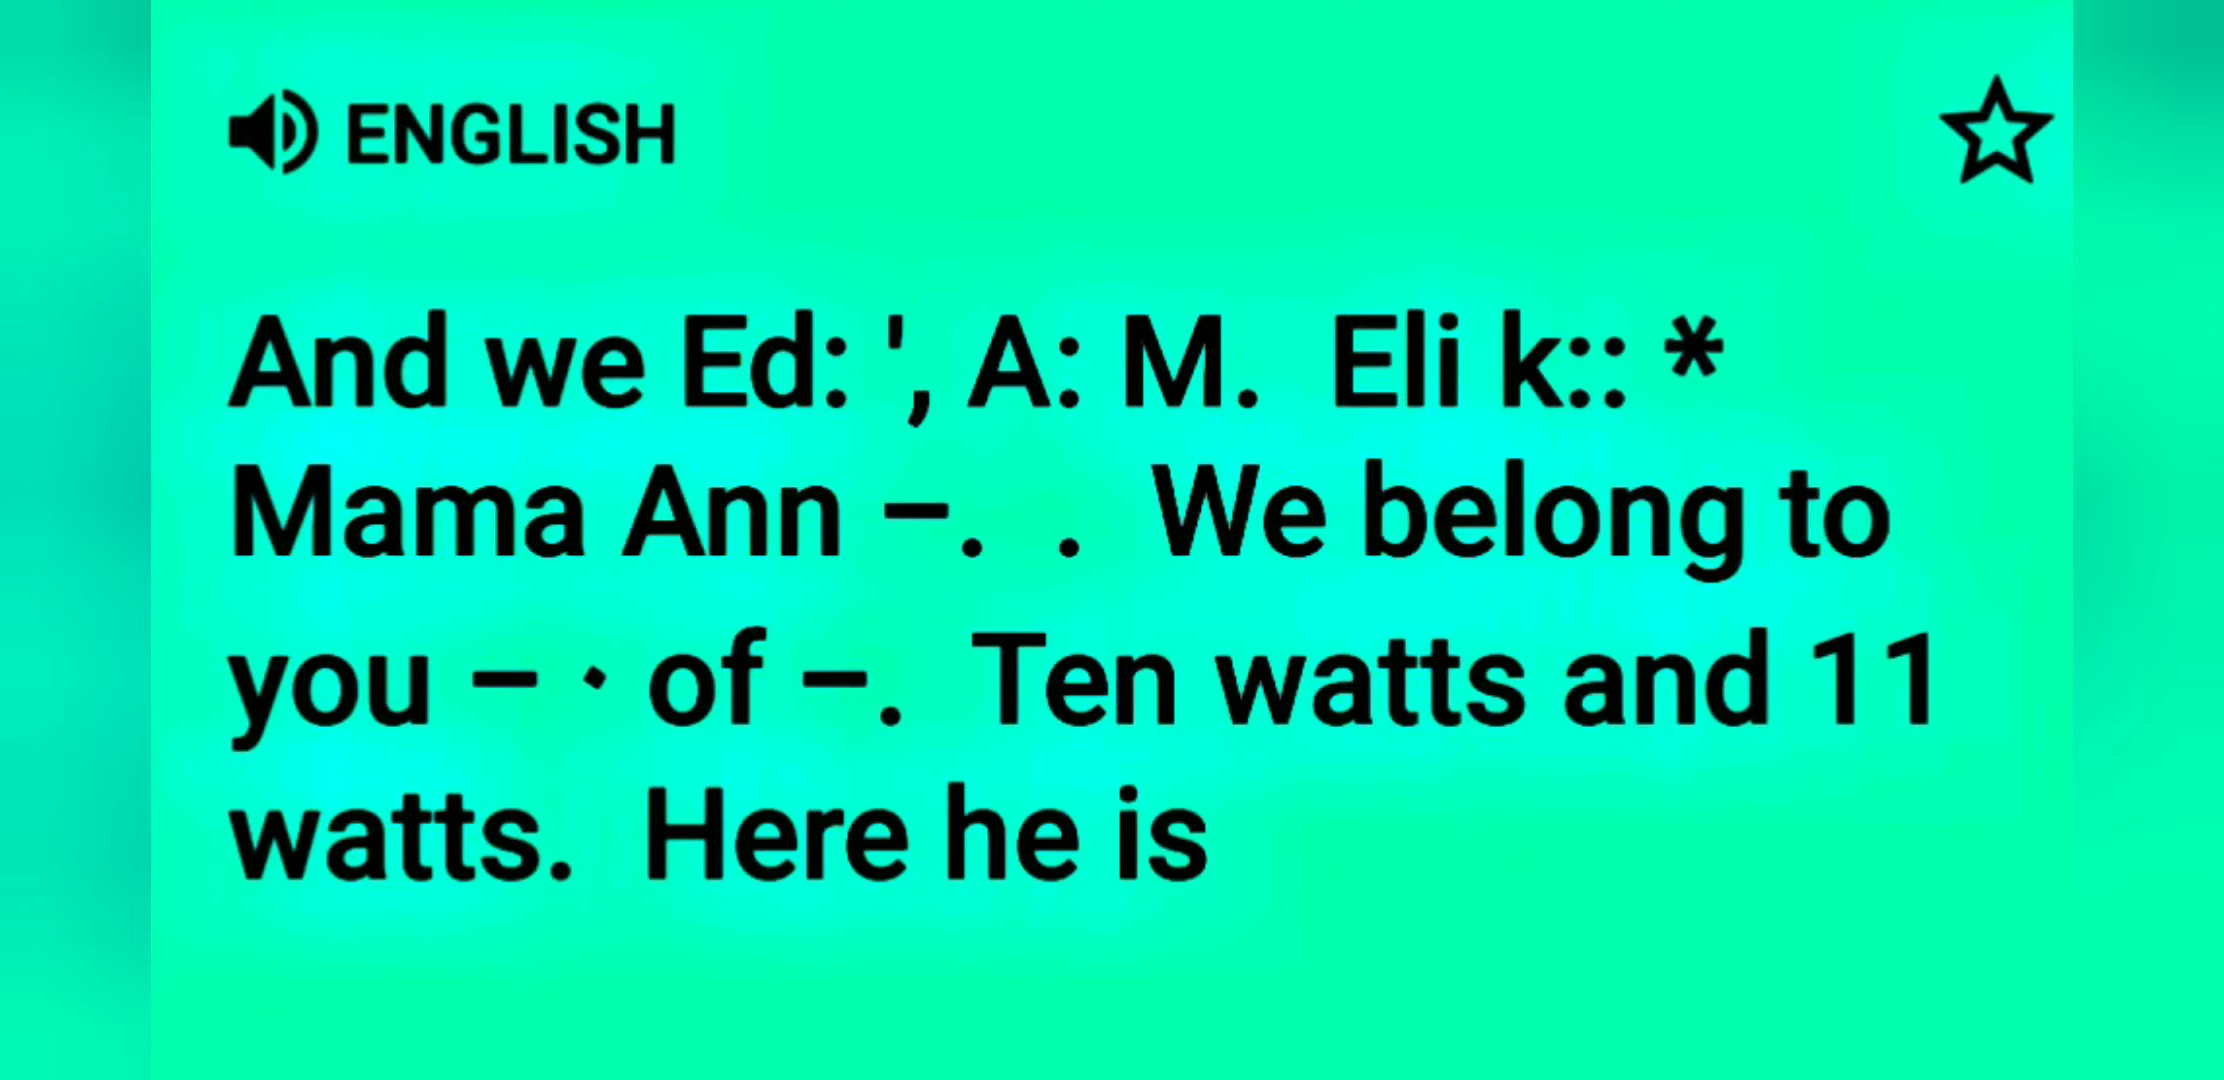 ENGLISH
And we Ed: ', A: M.  Eli k:: *
Mama Ann –.  .  We belong to
you – · of –.  Ten watts and 11
watts.  Here he is